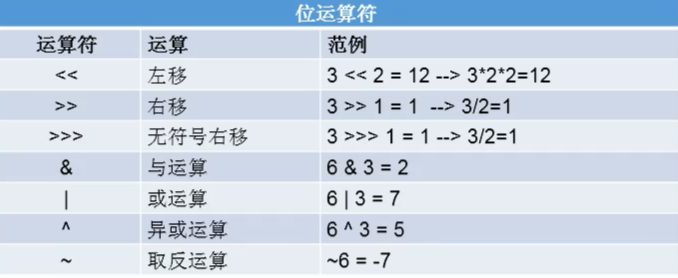 位运算符
运算符 运算 范例
<< 左移 3 << 2 = 12 --> 3*2*2=12
>> 右移 3 >> 1 = 1 --> 3/2=1
>>> 无符号右移 3 >>> 1 = 1 --> 3/2=1
& 与运算 6 & 3 = 2
| 或运算 6 | 3 = 7
^ 异或运算 6 ^ 3 = 5
~ 取反运算 ~6 = -7